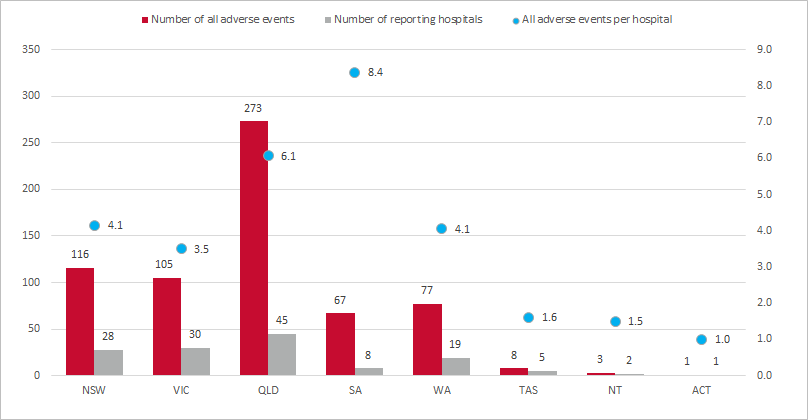 Number of all adverse events Number of reporting hospitals All adverse events per hospital
350 9.0
300 8.0
250 7.0
200 6.0
150 5.0
100 4.0
50 3.0
0 2.0
1.0
0.0
8.4
273
6.1
4.1 4.1
3.5
116 105 67 77
28 30 45 8 19
1.6 1.5 1.0
8 5 3 2 1 1
NSW VIC QLD SA WA TAS NT ACT